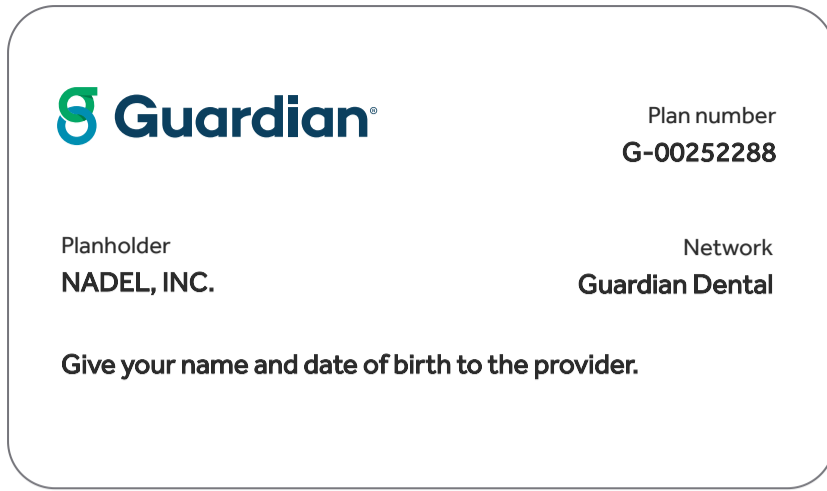 Guardian®
Plan number
G-00252288
Planholder
NADEL, INC.
Network
Guardian Dental
Give your name and date of birth to the provider.